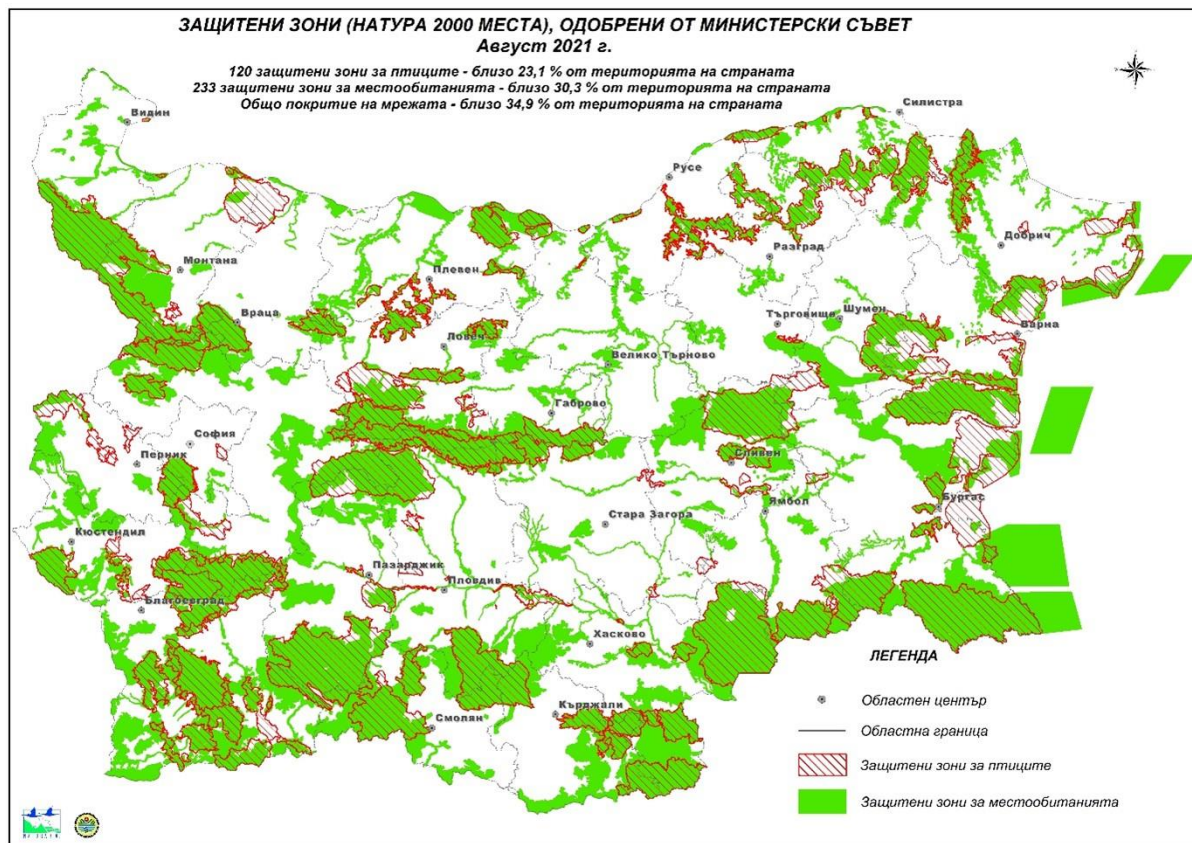 ЗАЩИТЕНИ ЗОНИ (НАТУРА 2000 МЕСТА), ОДОБРЕНИ ОТ МИНИСТЕРСКИ СЪВЕТ
Август 2021 г.
120 защитени зони за птиците - близо 23,1 % от територията на страната
233 защитени зони за местообитанията - близо 30,3 % от територията на страната
Общо покритие на мрежата - близо 34,9 % от територията на страната
Силистра
Видин
Русе
Добрич
Разград
Монтана
Плевен
Враца
Търговище
Шумен
Варна
Ловеч
Велико Търново
Габрово
София
Перник
Сливен
Бургас
Ямбол
Стара Загора
Кюстендил
Пазарджик
Пловдив
Благоевград
Хасково
Кърджали
Смолян
ЛЕГЕНДА
Областен център
Областна граница
Защитени зони за птиците
Защитени зони за местообитанията